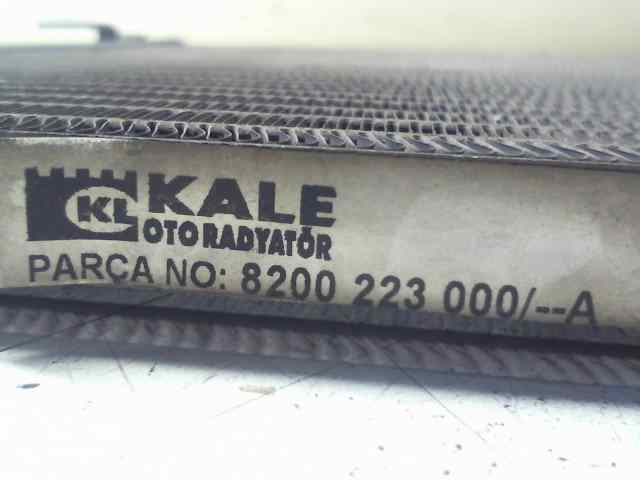 KL KALE
OTO RADYATÖR
PARÇA NO: 8200 223 000/--A